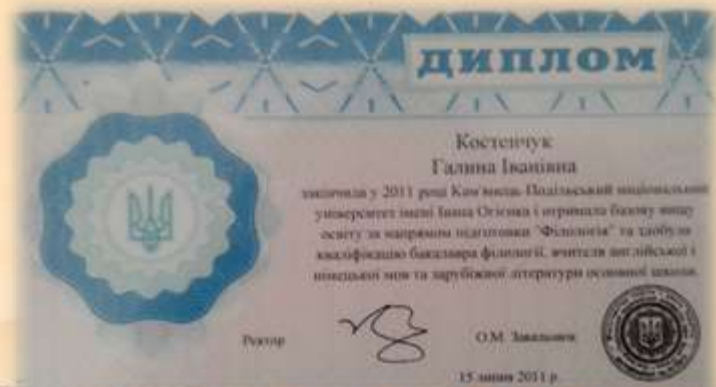 ДИПЛОМ
Костенчук
Галина Іванівна
закінчила у 2011 році Кам'янець-Подільський національний
університет імені Івана Огієнка і отримала базову вищу
освіту за напрямом підготовки "Філологія" та здобула
кваліфікацію бакалавра філології, вчителя англійської і
німецької мов та зарубіжної літератури основної школи.
Ректор
О.М. Завальнюк
15 липня 2011 р